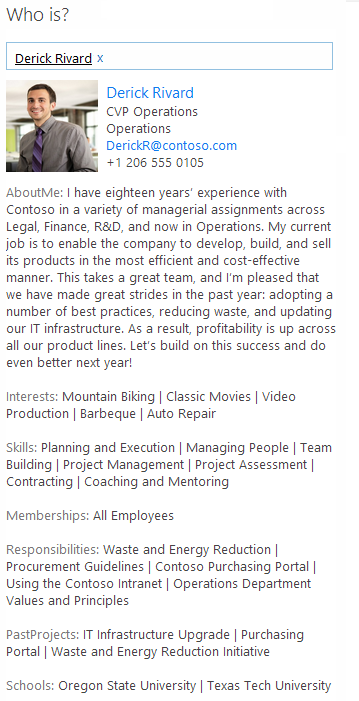 Who is?
Derick Rivard x
Derick Rivard
CVP Operations
Operations
DerickR@contoso.com
+1 206 555 0105
AboutMe: I have eighteen years' experience with
Contoso in a variety of managerial assignments across
Legal, Finance, R&D, and now in Operations. My current
job is to enable the company to develop, build, and sell
its products in the most efficient and cost-effective
manner. This takes a great team, and I'm pleased that
we have made great strides in the past year: adopting a
number of best practices, reducing waste, and updating
our IT infrastructure. As a result, profitability is up across
all our product lines. Let's build on this success and do
even better next year!
Interests: Mountain Biking | Classic Movies | Video
Production | Barbeque | Auto Repair
Skills: Planning and Execution | Managing People | Team
Building | Project Management | Project Assessment |
Contracting | Coaching and Mentoring
Memberships: All Employees
Responsibilities: Waste and Energy Reduction |
Procurement Guidelines | Contoso Purchasing Portal |
Using the Contoso Intranet | Operations Department
Values and Principles
PastProjects: IT Infrastructure Upgrade | Purchasing
Portal | Waste and Energy Reduction Initiative
Schools: Oregon State University | Texas Tech University